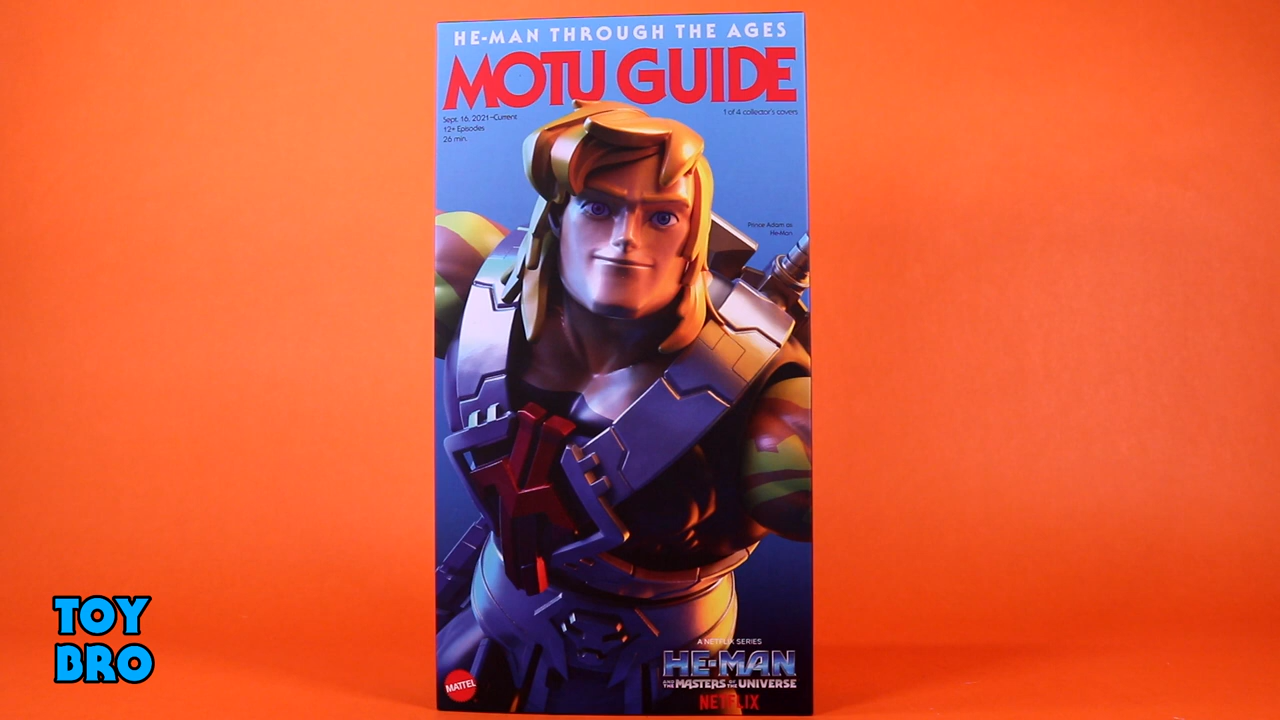 HE-MAN THROUGH THE AGES
MOTU GUIDE
Sept. 16, 2021-Current
12+ Episodes
26 min.
1 of 4 collector's covers
Prince Adam as
He-Man
A NETFLIX SERIES
HE-MAN
AND THE MASTERS OF THE UNIVERSE
NETFLIX
MATTEL
TOY
BRO